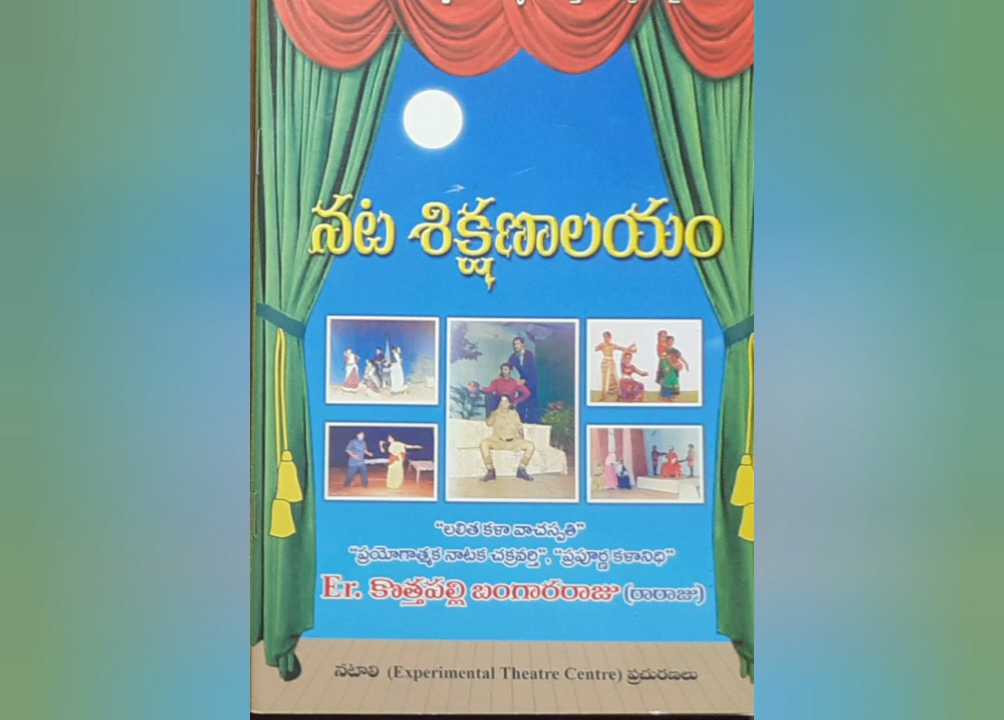 నట శిక్షణాలయం
“లలిత కళా వాచస్పతి”
“ప్రయోగాత్మక నాటక చక్రవర్తి”, “ప్రపూర్ణ కళానిధి”
Er. కొత్తపల్లి బంగారరాజు (రారాజు)
నటాలి (Experimental Theatre Centre) ప్రచురణలు